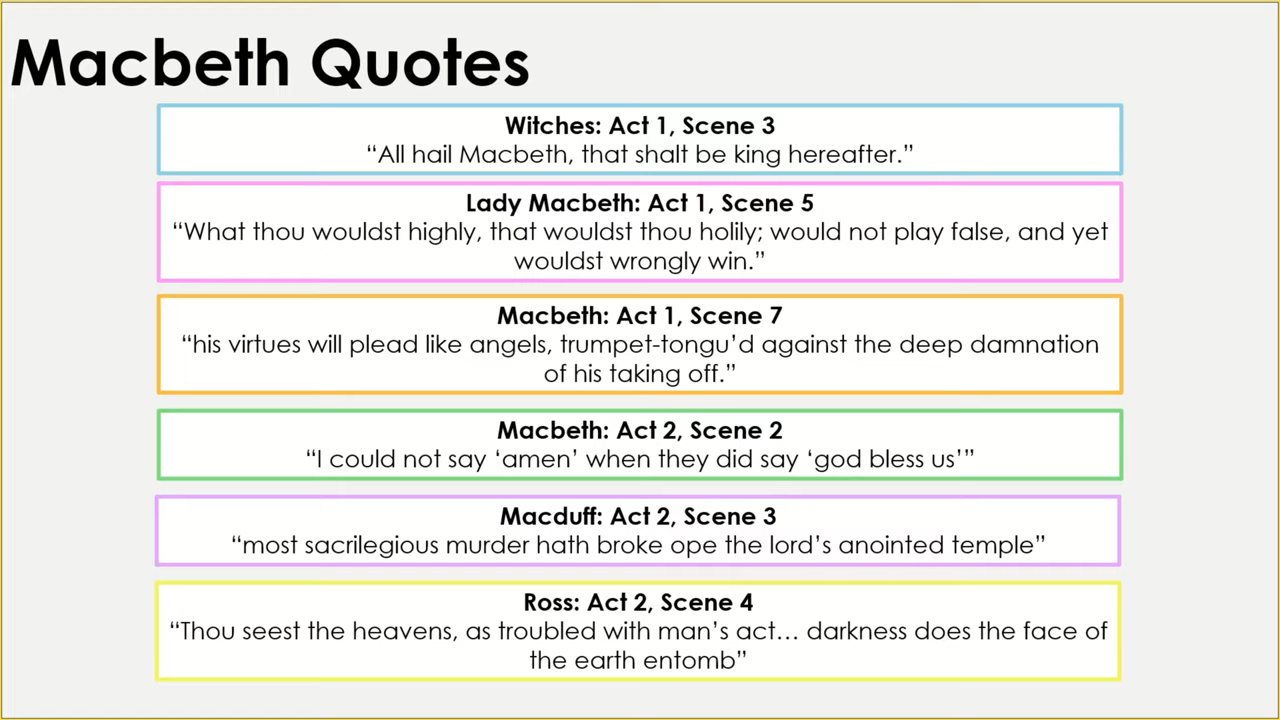 Macbeth Quotes
Witches: Act 1, Scene 3
“All hail Macbeth, that shalt be king hereafter.”
Lady Macbeth: Act 1, Scene 5
“What thou wouldst highly, that wouldst thou holily; would not play false, and yet
wouldst wrongly win.”
Macbeth: Act 1, Scene 7
“his virtues will plead like angels, trumpet-tongu’d against the deep damnation
of his taking off.”
Macbeth: Act 2, Scene 2
“I could not say ‘amen’ when they did say ‘god bless us’”
Macduff: Act 2, Scene 3
“most sacrilegious murder hath broke ope the lord’s anointed temple”
Ross: Act 2, Scene 4
“Thou seest the heavens, as troubled with man’s act… darkness does the face of
the earth entomb”